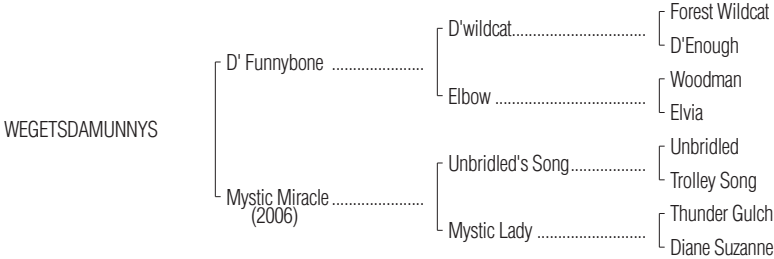 Forest Wildcat
D'wildcat..................................
D'Enough
D' Funnybone .......................
Woodman
Elbow ......................................
Elvia
WEGETSDAMUNNYS
Unbridled
Unbridled's Song...................
Trolley Song
Mystic Miracle .......................
(2006)
Thunder Gulch
Mystic Lady ...........................
Diane Suzanne